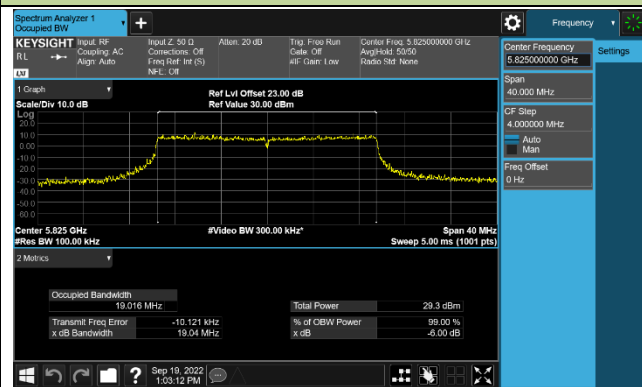 Spectrum Analyzer 1
Occupied BW
Frequency
KEYSIGHT
RL
LXI
Input: RF
Coupling: AC
Align: Auto
Input Z: 50 Ω
Corrections: Off
Freq Ref: Int (S)
NFE: Off
Atten: 20 dB
Trig: Free Run
Gate: Off
#IF Gain: Low
Center Freq: 5.825000000 GHz
Avg|Hold: 50/50
Radio Std: None
Center Frequency
5.825000000 GHz
Settings
Span
40.000 MHz
CF Step
4.000000 MHz
Auto
Man
Freq Offset
0 Hz
1 Graph
Scale/Div 10.0 dB
Ref Lvl Offset 23.00 dB
Ref Value 30.00 dBm
Log
20.0
10.0
0.00
-10.0
-20.0
-30.0
-40.0
-50.0
-60.0
Center 5.825 GHz
#Res BW 100.00 kHz
#Video BW 300.00 kHz*
Span 40 MHz
Sweep 5.00 ms (1001 pts)
2 Metrics
Occupied Bandwidth
19.016 MHz
Total Power 29.3 dBm
Transmit Freq Error -10.121 kHz
% of OBW Power 99.00 %
x dB Bandwidth 19.04 MHz
x dB -6.00 dB
Sep 19, 2022
1:03:12 PM